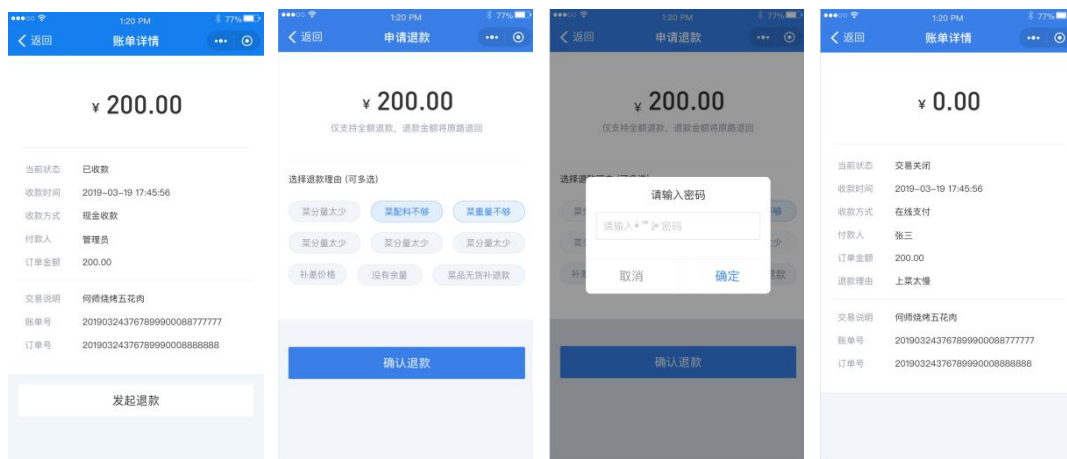 1:20 PM
77%
返回
账单详情
¥ 200.00
当前状态 已收款
收款时间 2019-03-19 17:45:56
收款方式 现金收款
付款人 管理员
订单金额 200.00
交易说明 何师烧烤五花肉
账单号 201903243767899900088777777
订单号 20190324376789990008888888
发起退款
1:20 PM
77%
返回
申请退款
¥ 200.00
仅支持全额退款，退款金额将原路退回
选择退款理由 (可多选)
菜分量太少 菜配料不够 菜重量不够
菜分量太少 菜分量太少 菜分量太少
补差价格 没有余量 菜品无货补退款
确认退款
1:20 PM
77%
返回
申请退款
¥ 200.00
仅支持全额退款，退款金额将原路退回
选择退
请输入密码
请输入 密码
取消 确定
确认退款
1:20 PM
77%
返回
账单详情
¥ 0.00
当前状态 交易关闭
收款时间 2019-03-19 17:45:56
收款方式 在线支付
付款人 张三
订单金额 200.00
退款理由 上菜太慢
交易说明 何师烧烤五花肉
账单号 201903243767899900088777777
订单号 20190324376789990008888888